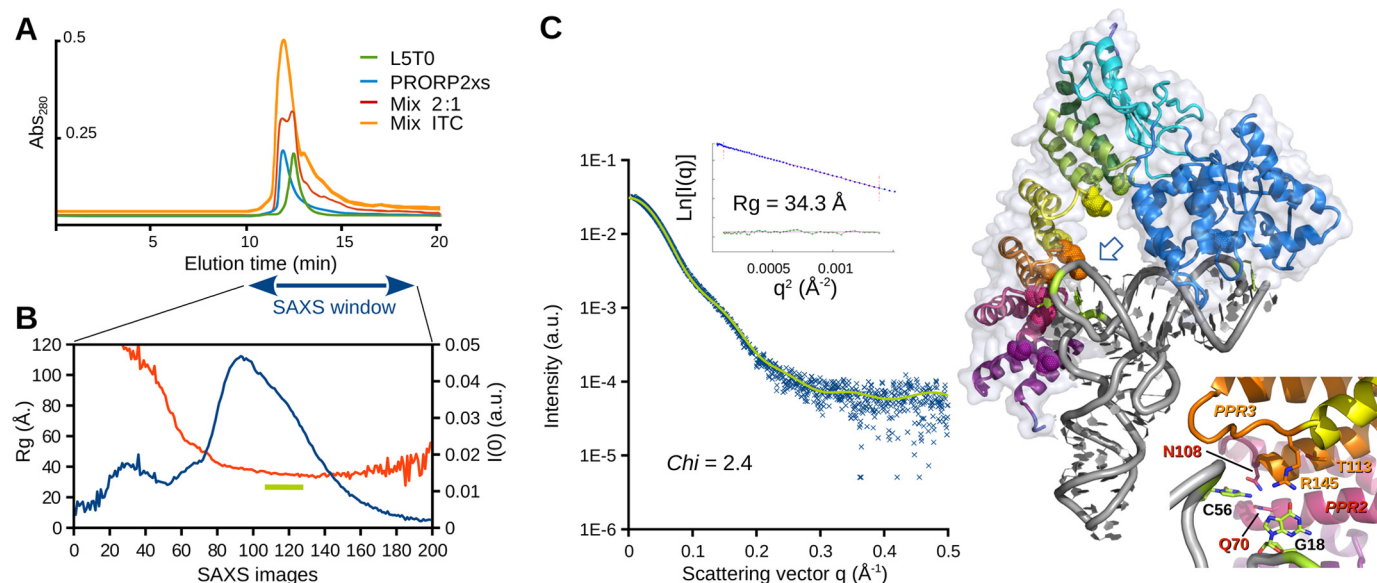 A
0.5
0.25
Abs280
L5T0
PRORP2xs
Mix 2:1
Mix ITC
5
10
15
20
Elution time (min)
SAXS window
B
120
100
80
60
40
20
0
Rg (Å.)
0.05
0.04
0.03
0.02
0.01
0
I(0) (a.u.)
0 20 40 60 80 100 120 140 160 180 200
SAXS images
C
1E-1
1E-2
1E-3
1E-4
1E-5
1E-6
Intensity (a.u.)
Ln[I(q)]
Rg = 34.3 Å
0.0005
0.001
q² (Å-²)
Chi = 2.4
0 0.1 0.2 0.3 0.4 0.5
Scattering vector q (Å-¹)
PPR3
N108
T113
R145
C56
PPR2
Q70
G18